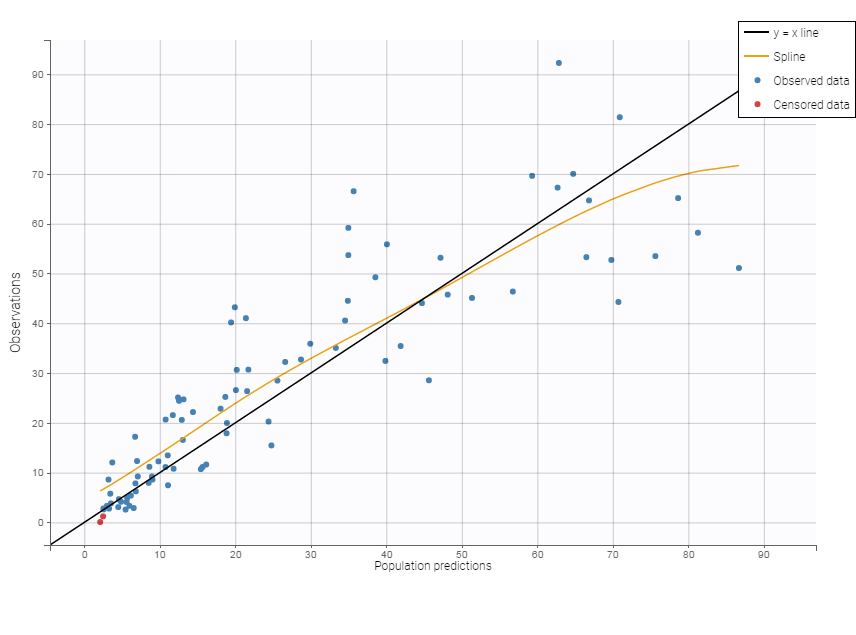 y = x line
Spline
Observed data
Censored data
90
80
70
60
50
40
30
20
10
0
Observations
0 10 20 30 40 50 60 70 80 90
Population predictions